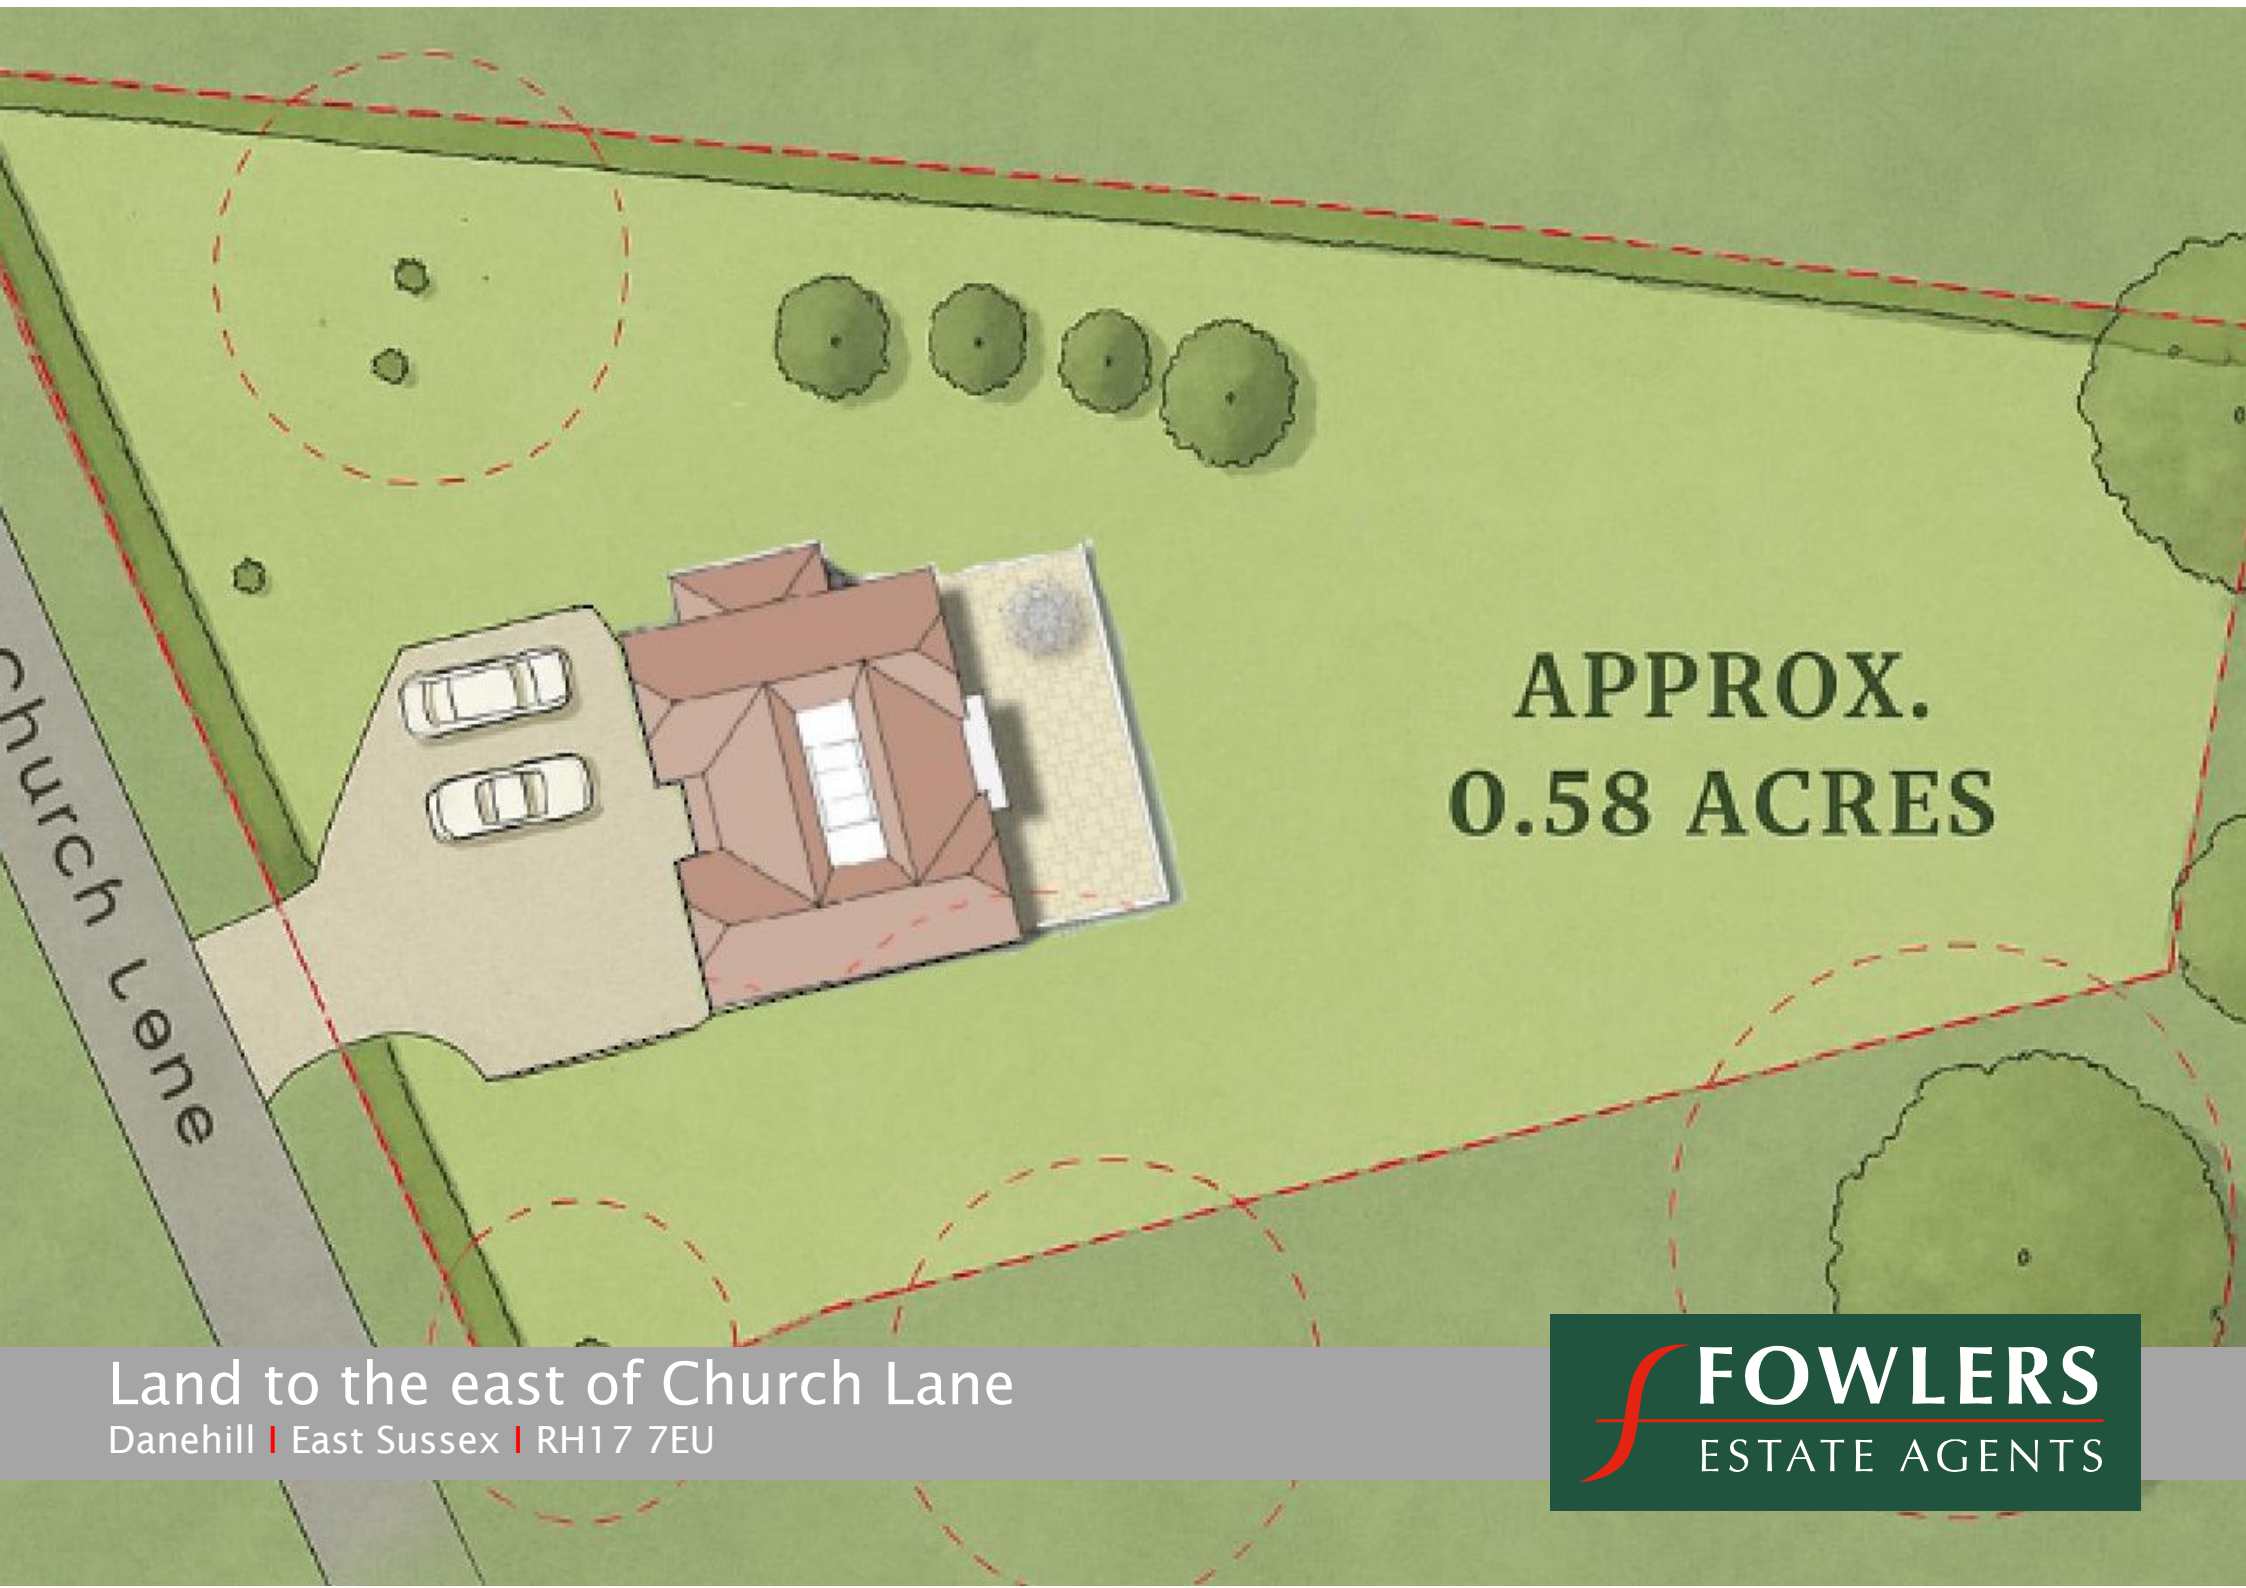 Church Lane
APPROX.
0.58 ACRES
Land to the east of Church Lane
Danehill | East Sussex | RH17 7EU
FOWLERS
ESTATE AGENTS